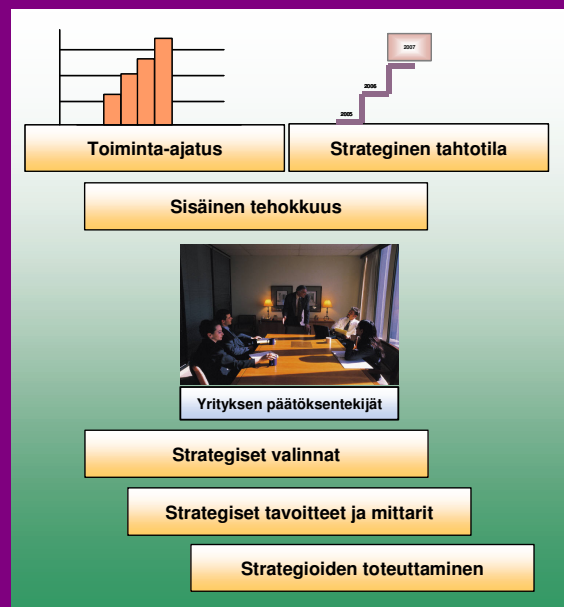 2007
2006
2005
Toiminta-ajatus
Strateginen tahtotila
Sisäinen tehokkuus
Yrityksen päätöksentekijät
Strategiset valinnat
Strategiset tavoitteet ja mittarit
Strategioiden toteuttaminen